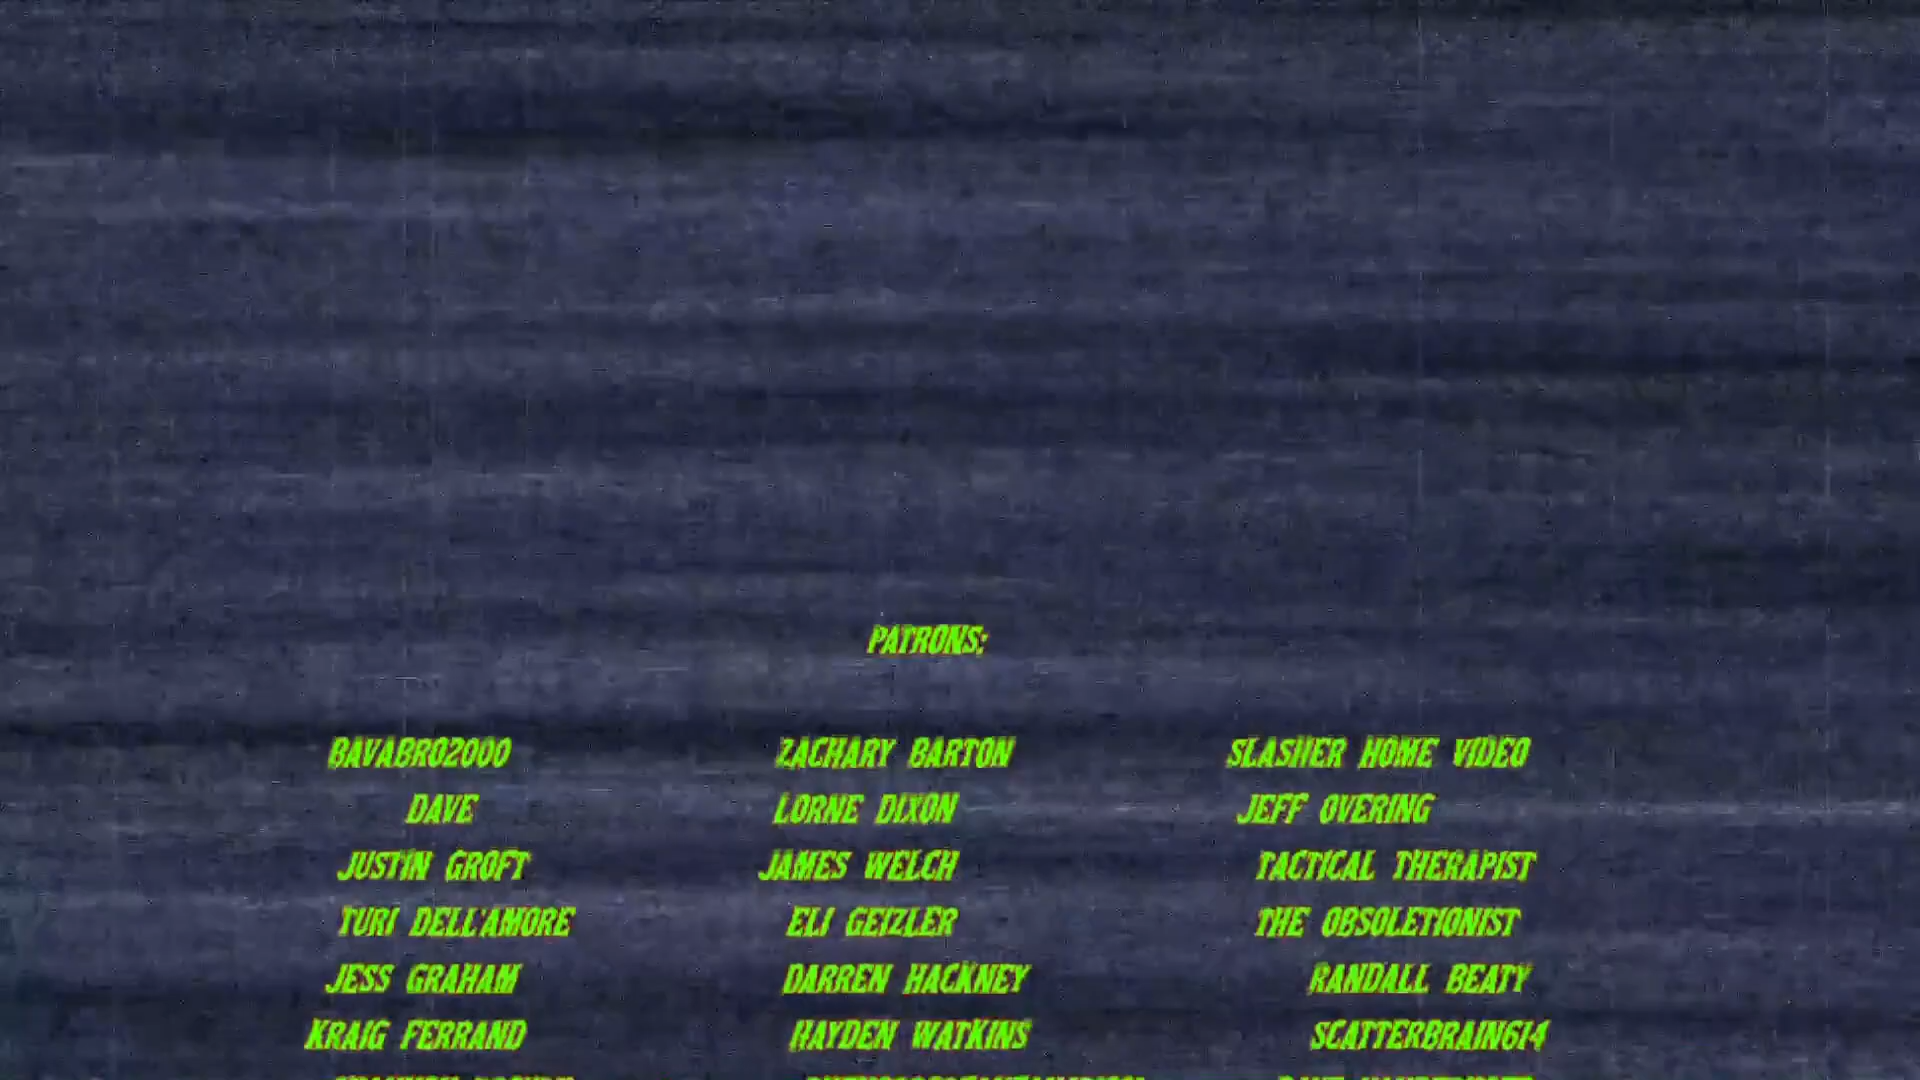 PATRONS:
BAVABRO2000 ZACHARY BARTON SLASHER HOME VIDEO
DAVE LORNE DIXON JEFF OVERING
JUSTIN GROFT JAMES WELCH TACTICAL THERAPIST
TURI DELL'AMORE ELI GEIZLER THE OBSOLETIONIST
JESS GRAHAM DARREN HACKNEY RANDALL BEATY
KRAIG FERRAND HAYDEN WATKINS SCATTERBRAIN614